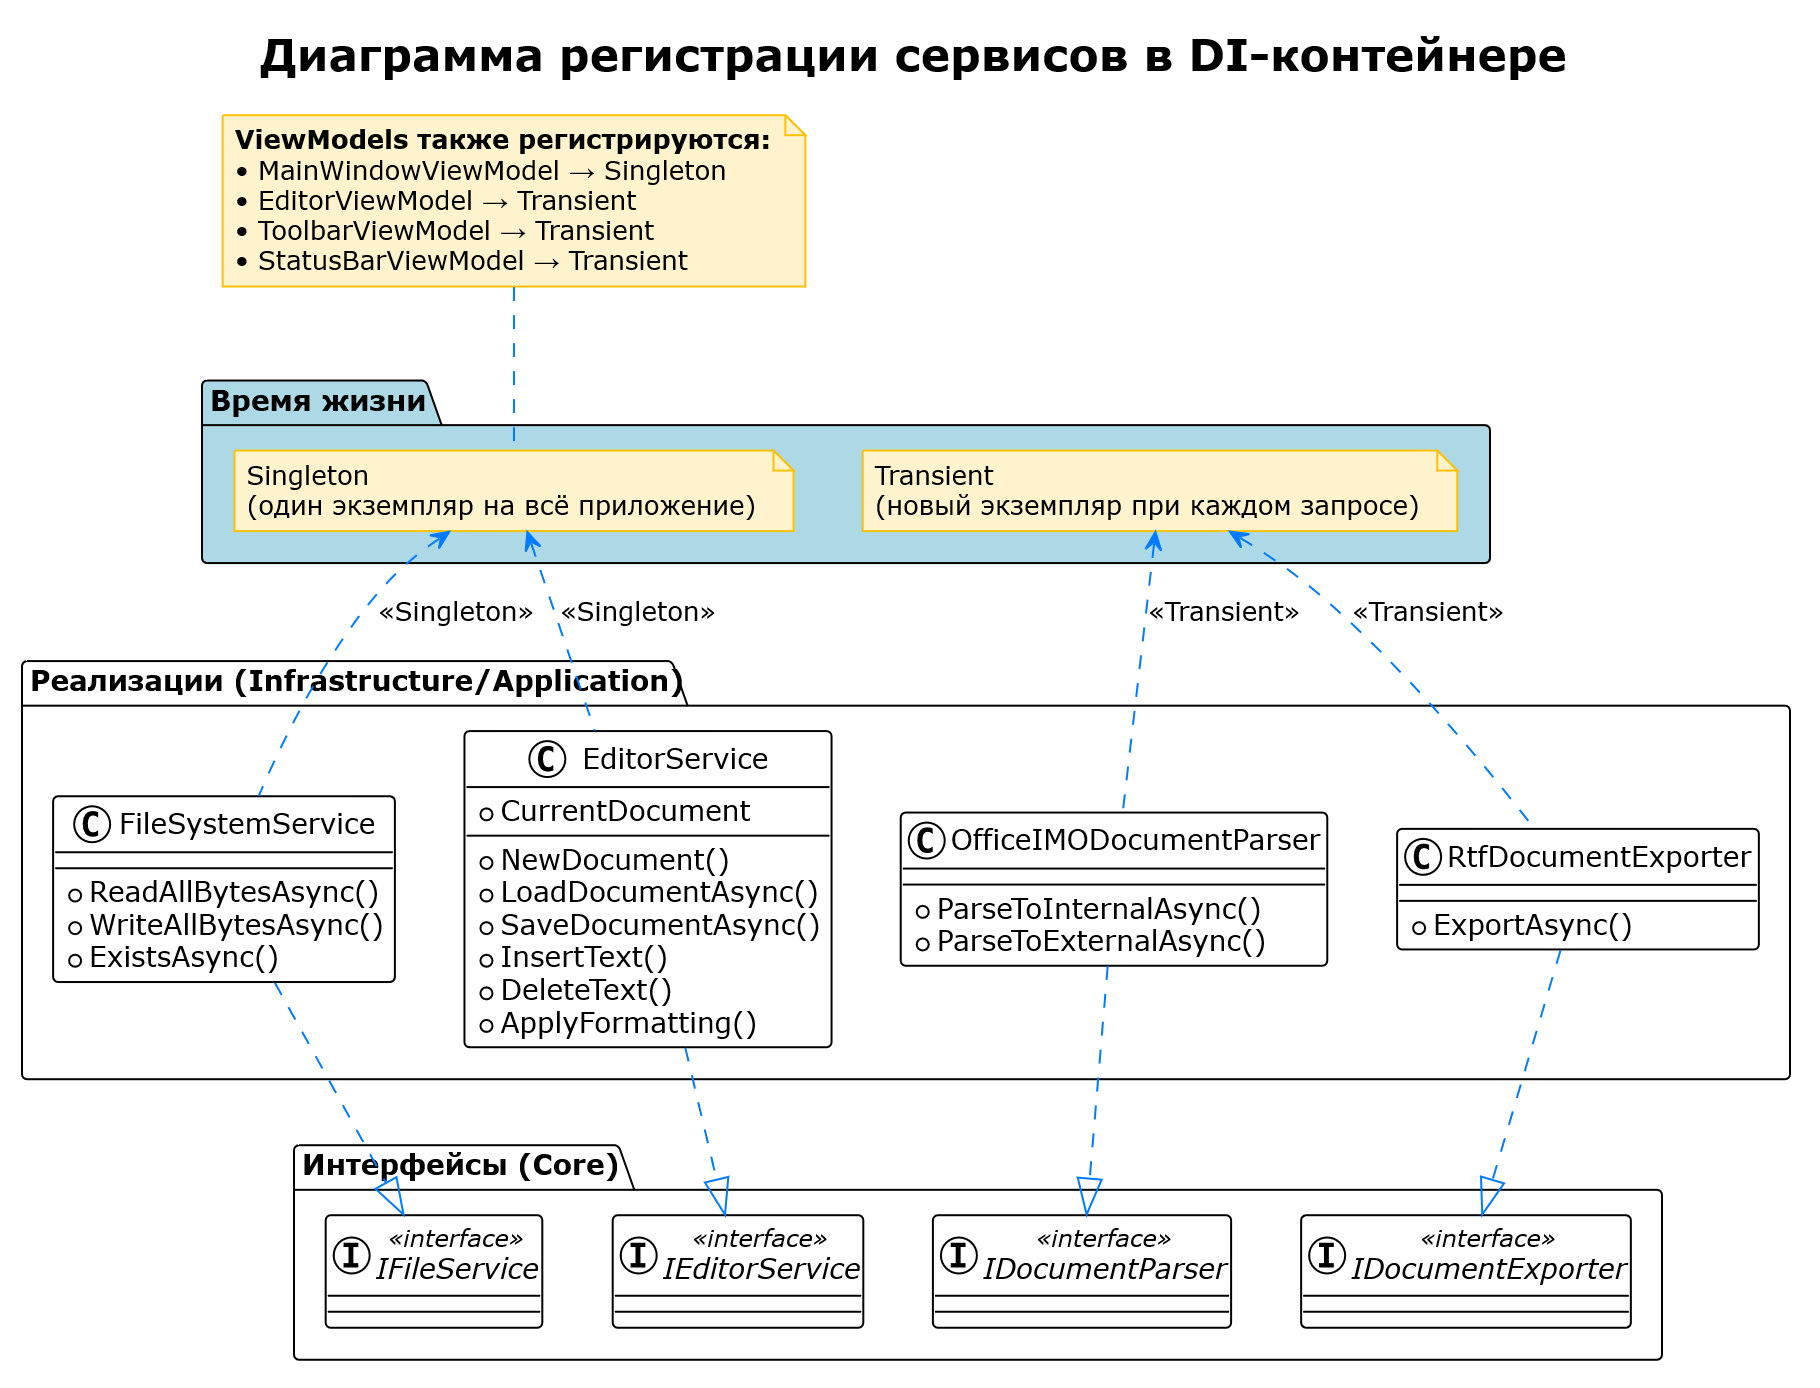 Диаграмма регистрации сервисов в DI-контейнере
ViewModels также регистрируются:
• MainWindowViewModel → Singleton
• EditorViewModel → Transient
• ToolbarViewModel → Transient
• StatusBarViewModel → Transient
Время жизни
Singleton
(один экземпляр на всё приложение)
Transient
(новый экземпляр при каждом запросе)
«Singleton»
«Singleton»
«Transient»
«Transient»
Реализации (Infrastructure/Application)
C FileSystemService
ReadAllBytesAsync()
WriteAllBytesAsync()
ExistsAsync()
C EditorService
CurrentDocument
NewDocument()
LoadDocumentAsync()
SaveDocumentAsync()
InsertText()
DeleteText()
ApplyFormatting()
C OfficeIMODocumentParser
ParseToInternalAsync()
ParseToExternalAsync()
C RtfDocumentExporter
ExportAsync()
Интерфейсы (Core)
«interface»
I IFileService
«interface»
I IEditorService
«interface»
I IDocumentParser
«interface»
I IDocumentExporter